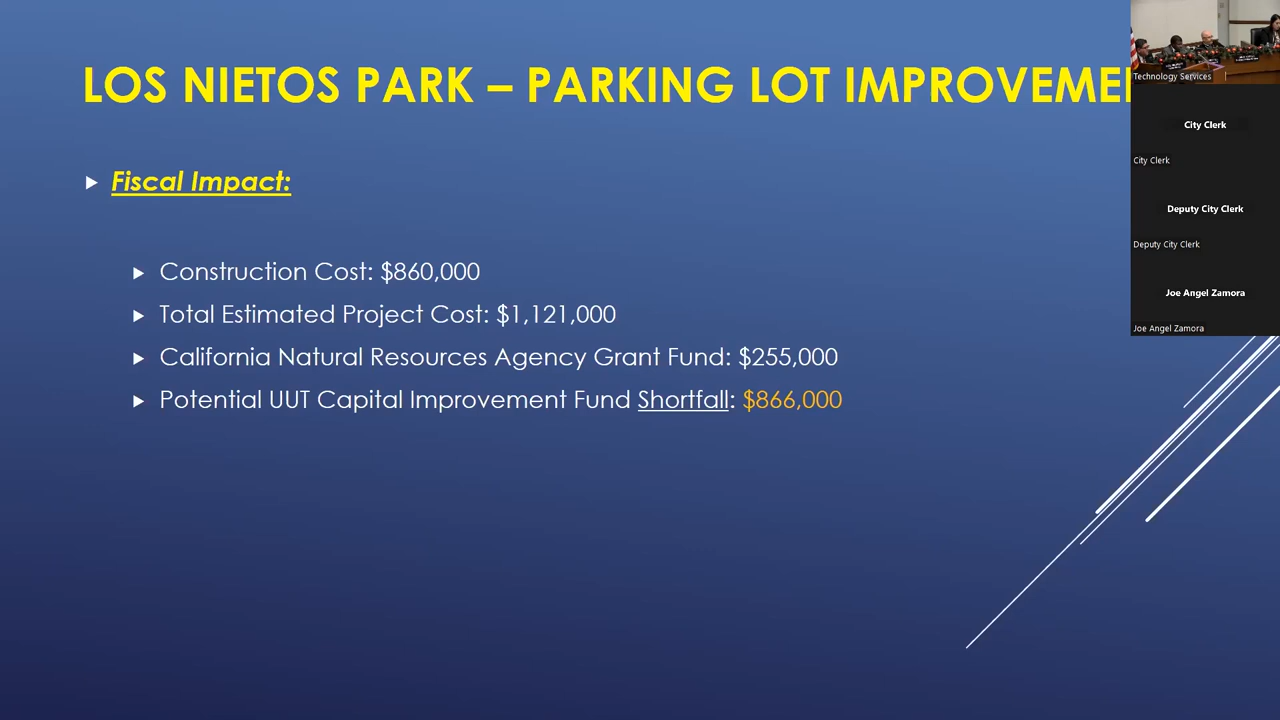 LOS NIETOS PARK – PARKING LOT IMPROVEME
Fiscal Impact:
Construction Cost: $860,000
Total Estimated Project Cost: $1,121,000
California Natural Resources Agency Grant Fund: $255,000
Potential UUT Capital Improvement Fund Shortfall: $866,000
Technology Services
City Clerk
City Clerk
Deputy City Clerk
Deputy City Clerk
Joe Angel Zamora
Joe Angel Zamora